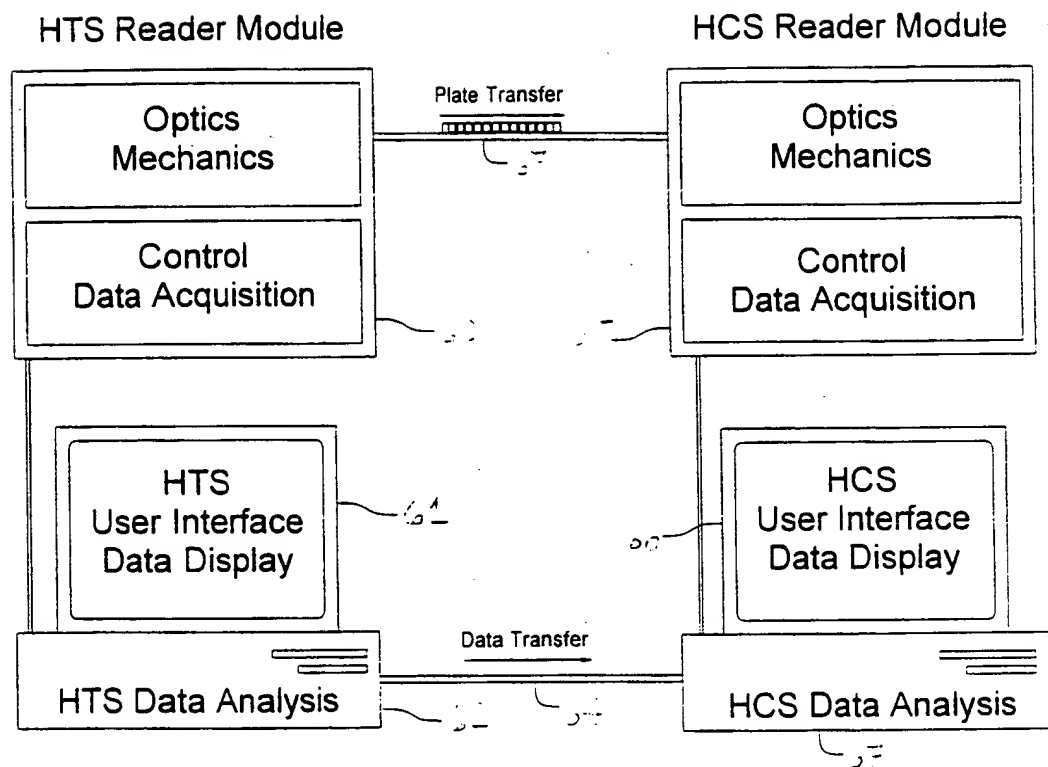 HTS Reader Module
HCS Reader Module
Optics
Mechanics
Control
Data Acquisition
Plate Transfer
Optics
Mechanics
Control
Data Acquisition
HTS
User Interface
Data Display
HCS
User Interface
Data Display
Data Transfer
HTS Data Analysis
HCS Data Analysis